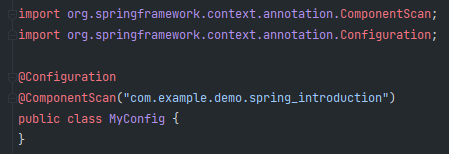 import org.springframework.context.annotation.ComponentScan;
import org.springframework.context.annotation.Configuration;
@Configuration
@ComponentScan("com.example.demo.spring_introduction")
public class MyConfig {
}